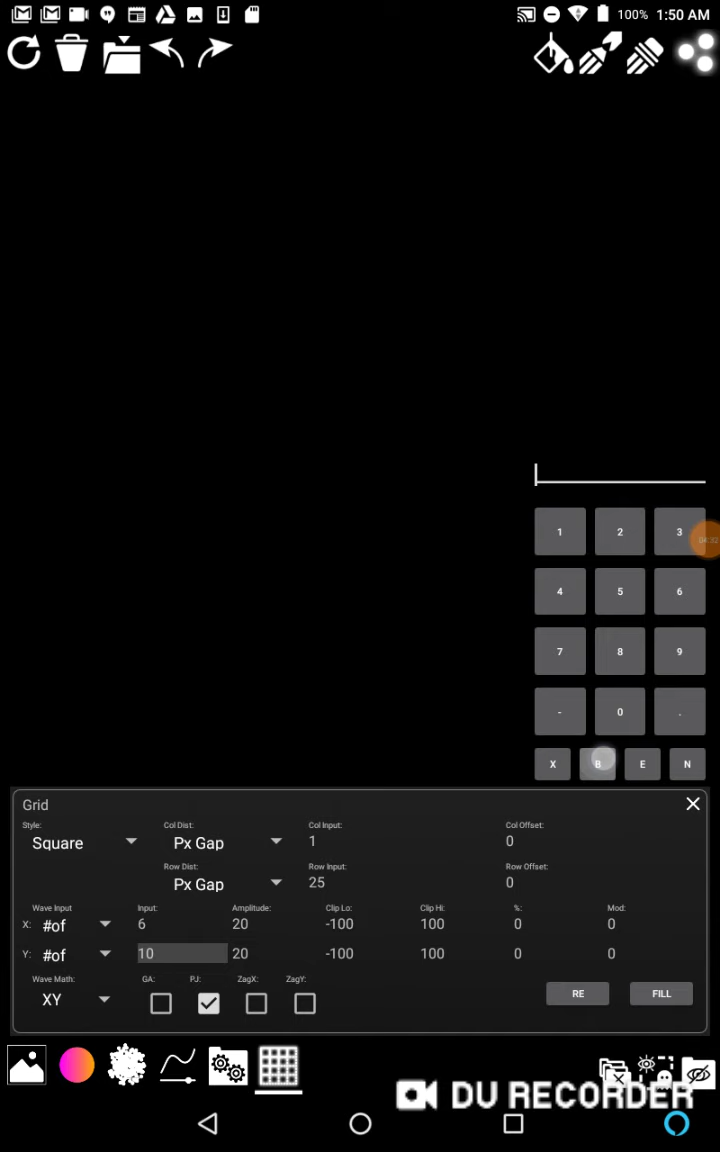 100% 1:50 AM
1 2 3
04:32
4 5 6
7 8 9
- 0 .
X B E N
Grid
Style: Col Dist: Col Input: Col Offset:
Square Px Gap 1 0
Row Dist: Row Input: Row Offset:
Px Gap 25 0
Wave Input Input: Amplitude: Clip Lo: Clip Hi: %: Mod:
X: #of 6 20 -100 100 0 0
Y: #of 10 20 -100 100 0 0
Wave Math: GA: PJ: ZagX: ZagY:
XY RE FILL
DU RECORDER